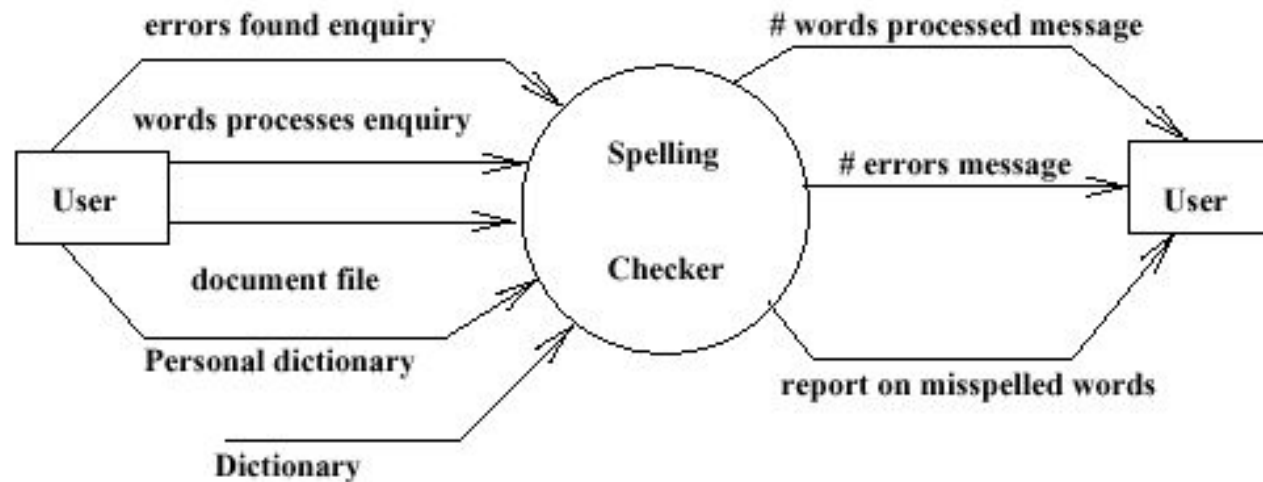 errors found enquiry
# words processed message
words processes enquiry
Spelling
# errors message
User
User
Checker
document file
Personal dictionary
report on misspelled words
Dictionary